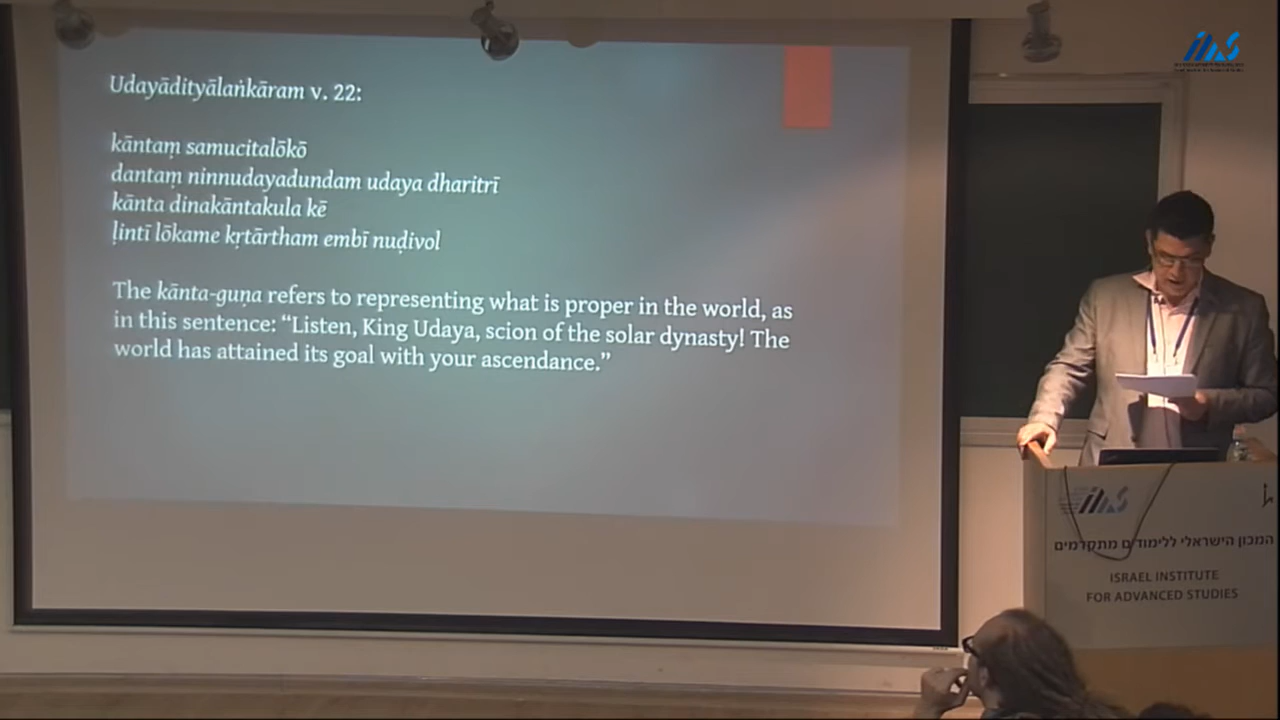 Udayādityālaṅkāram v. 22:
kāntaṃ samucitalōkō
dantaṃ ninnudayadundam udaya dharitrī
kānta dinakāntakula kē
ḷintī lōkame kṛtārtham embī nuḍivol
The kānta-guṇa refers to representing what is proper in the world, as
in this sentence: “Listen, King Udaya, scion of the solar dynasty! The
world has attained its goal with your ascendance.”
iias
iias
המכון הישראלי ללימודים מתקדמים
ISRAEL INSTITUTE
FOR ADVANCED STUDIES